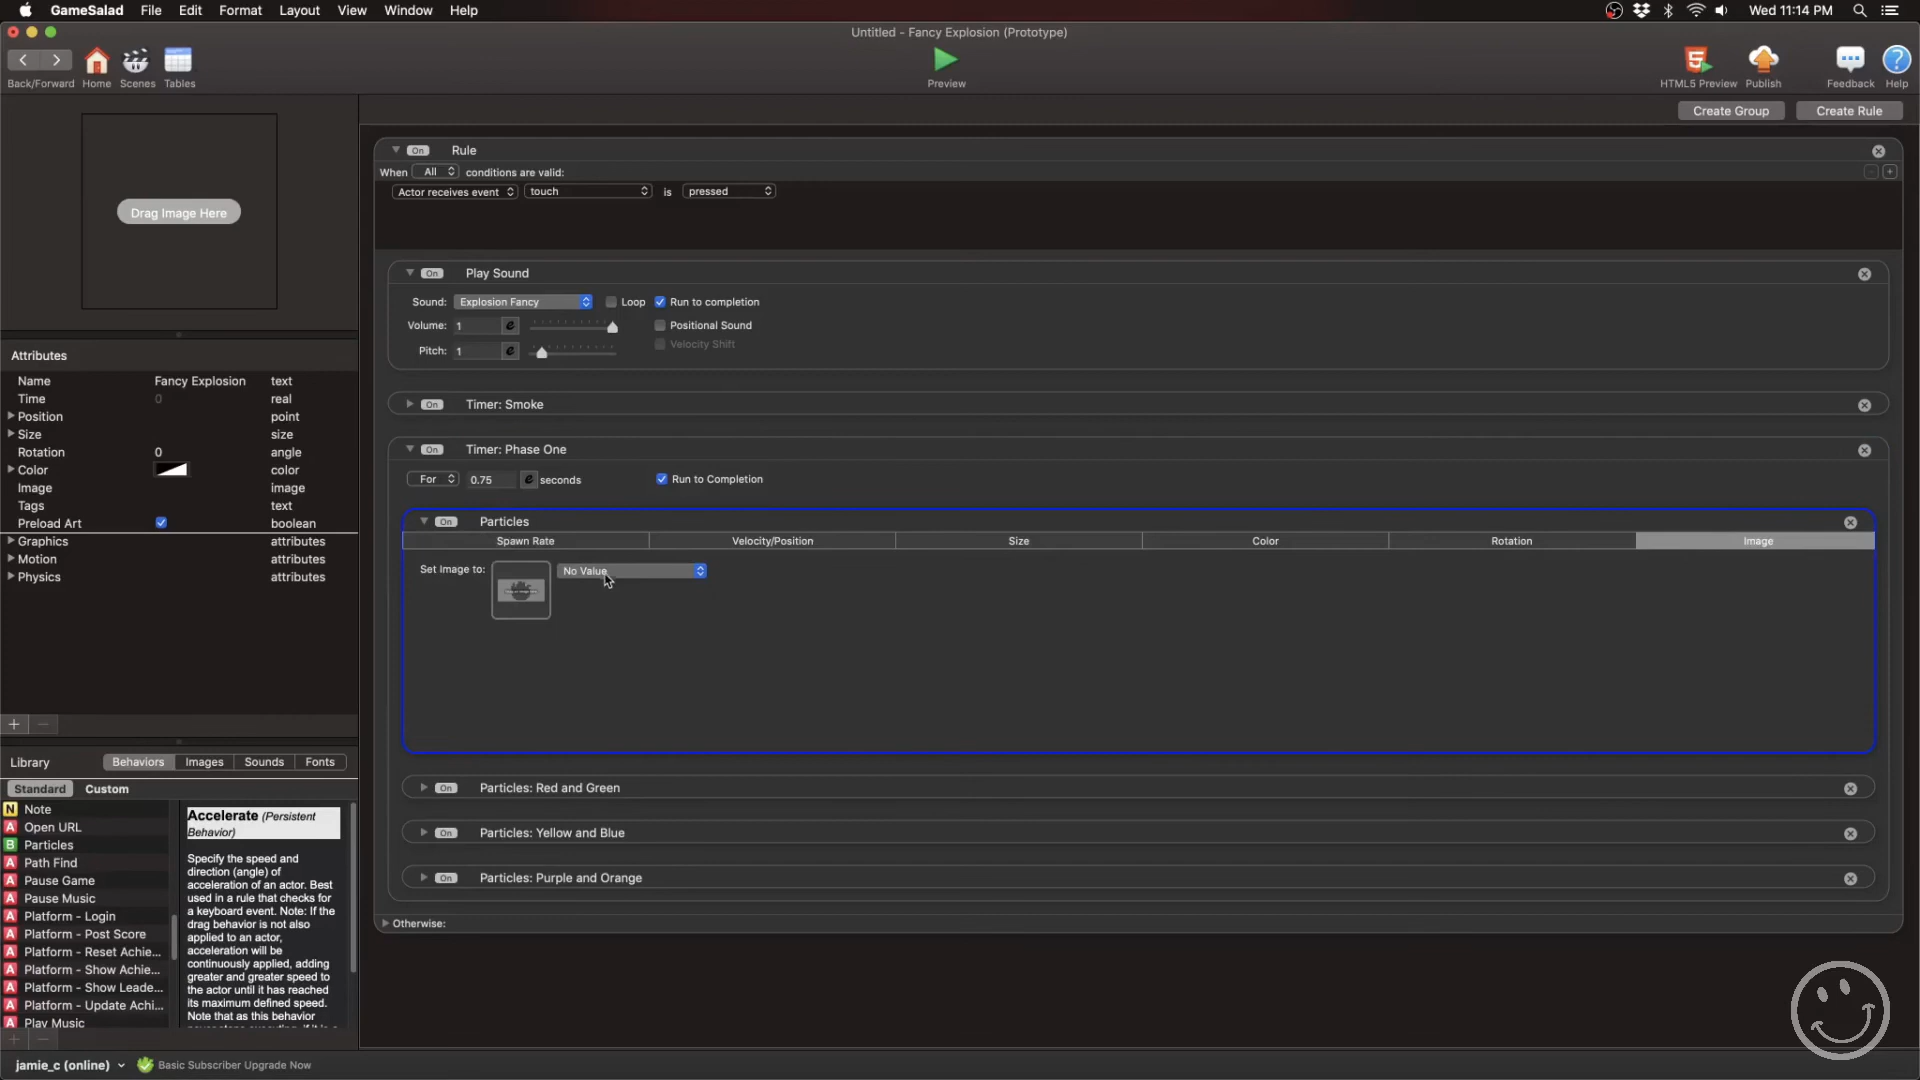 GameSalad File Edit Format Layout View Window Help Wed 11:14 PM
Untitled - Fancy Explosion (Prototype)
Back/Forward Home Scenes Tables Preview HTML5 Preview Publish Feedback Help
Create Group Create Rule
Drag Image Here
On Rule
When All conditions are valid:
Actor receives event touch is pressed
On Play Sound
Sound: Explosion Fancy Loop Run to completion
Volume: 1 e Positional Sound
Velocity Shift
Pitch: 1 e
On Timer: Smoke
On Timer: Phase One
For 0.75 e seconds Run to Completion
On Particles
Spawn Rate Velocity/Position Size Color Rotation Image
Set Image to: No Value
On Particles: Red and Green
On Particles: Yellow and Blue
On Particles: Purple and Orange
Otherwise:
Attributes
Name Fancy Explosion text
Time 0 real
Position point
Size size
Rotation 0 angle
Color color
Image image
Tags text
Preload Art boolean
Graphics attributes
Motion attributes
Physics attributes
Library Behaviors Images Sounds Fonts
Standard Custom
N Note
A Open URL
B Particles
A Path Find
A Pause Game
A Pause Music
A Platform - Login
A Platform - Post Score
A Platform - Reset Achie...
A Platform - Show Achie...
A Platform - Show Leade...
A Platform - Update Achi...
A Play Music
Accelerate (Persistent
Behavior)
Specify the speed and
direction (angle) of
acceleration of an actor. Best
used in a rule that checks for
a keyboard event. Note: If the
drag behavior is not also
applied to an actor,
acceleration will be
continuously applied, adding
greater and greater speed to
the actor until it has reached
its maximum defined speed.
Note that as this behavior
jamie_c (online) Basic Subscriber Upgrade Now